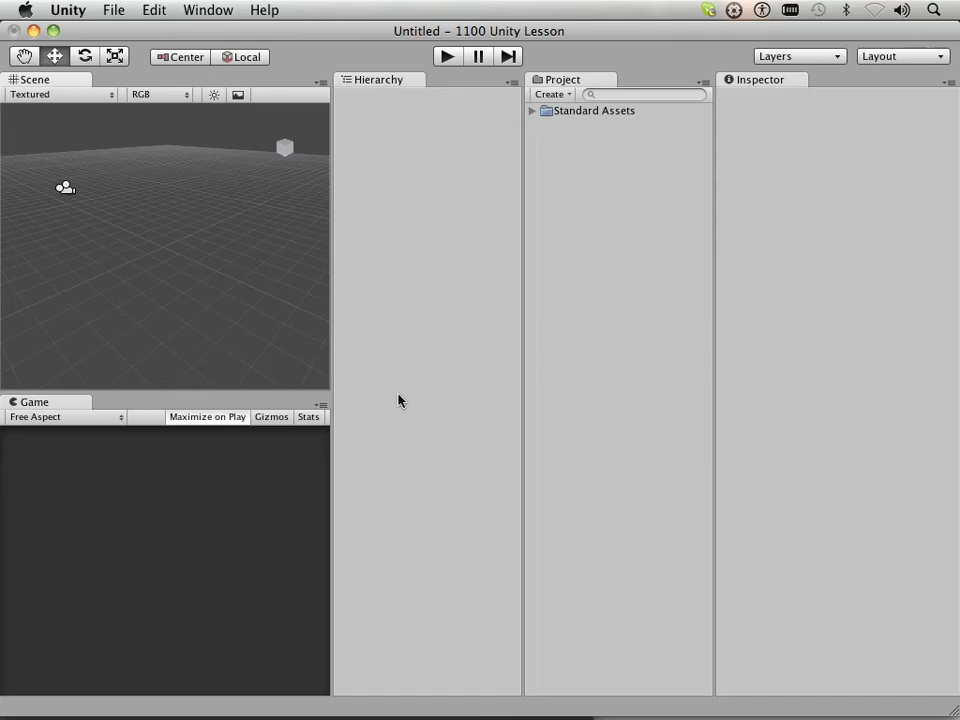 Unity File Edit Window Help
Untitled – 1100 Unity Lesson
Center Local Layers Layout
Scene Hierarchy Project Inspector
Textured RGB Create
Standard Assets
Game
Free Aspect Maximize on Play Gizmos Stats